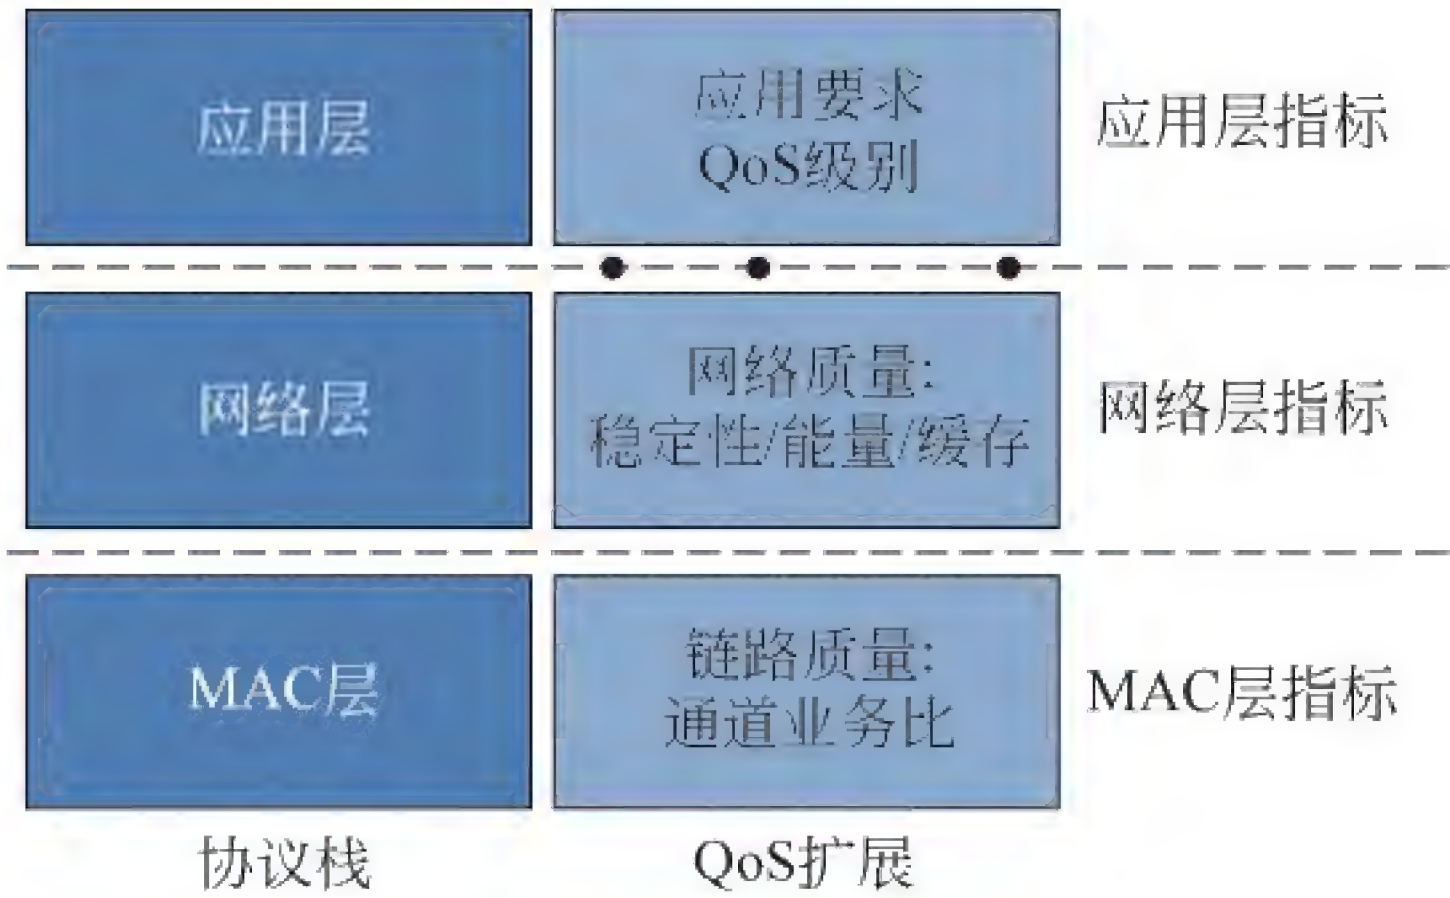 应用层
应用要求
QoS级别
应用层指标
网络层
网络质量:
稳定性/能量/缓存
网络层指标
MAC层
链路质量:
通道业务比
MAC层指标
协议栈
QoS扩展